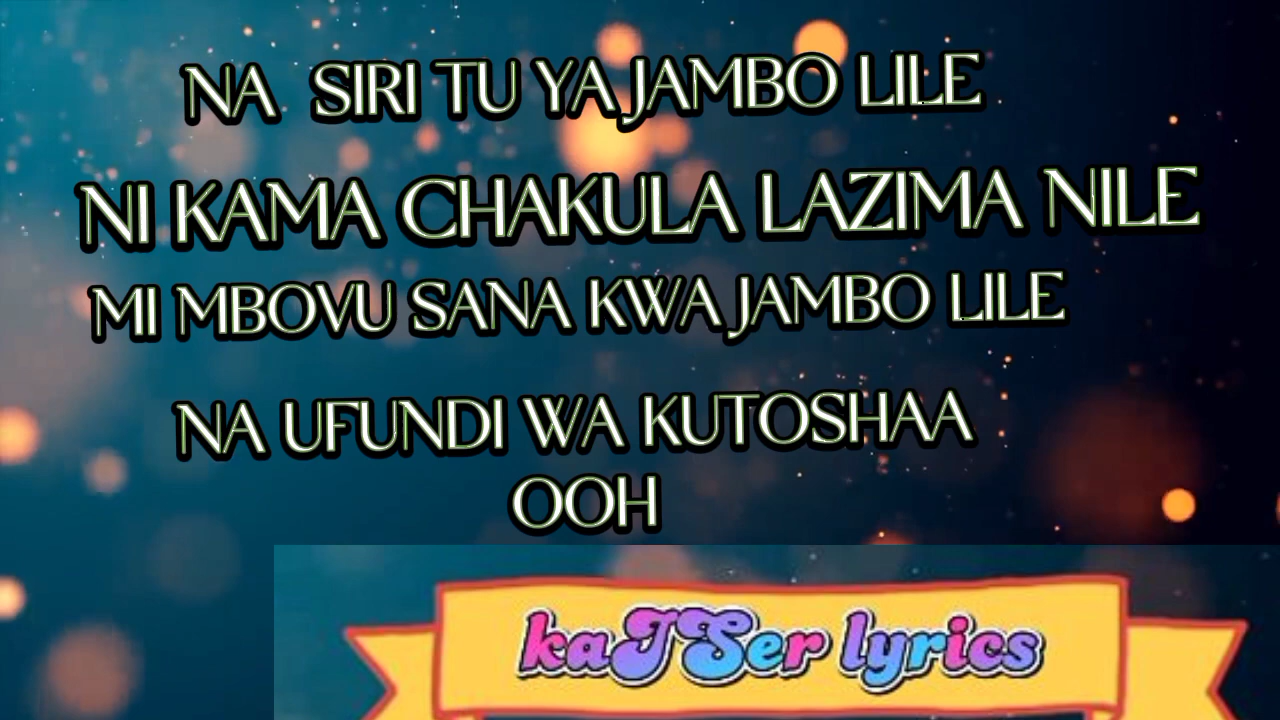 NA SIRI TU YA JAMBO LILE
NI KAMA CHAKULA LAZIMA NILE
MI MBOVU SANA KWA JAMBO LILE
NA UFUNDI WA KUTOSHAA
OOH
kaJSer lyrics